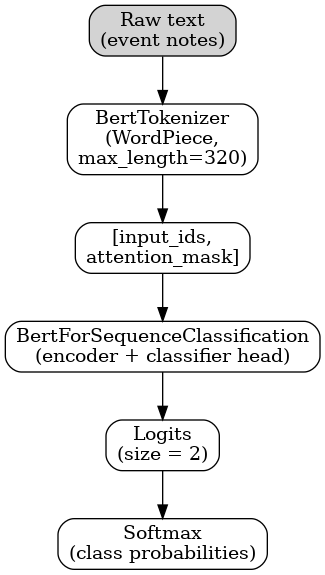 Raw text
(event notes)
BertTokenizer
(WordPiece,
max_length=320)
[input_ids,
attention_mask]
BertForSequenceClassification
(encoder + classifier head)
Logits
(size = 2)
Softmax
(class probabilities)